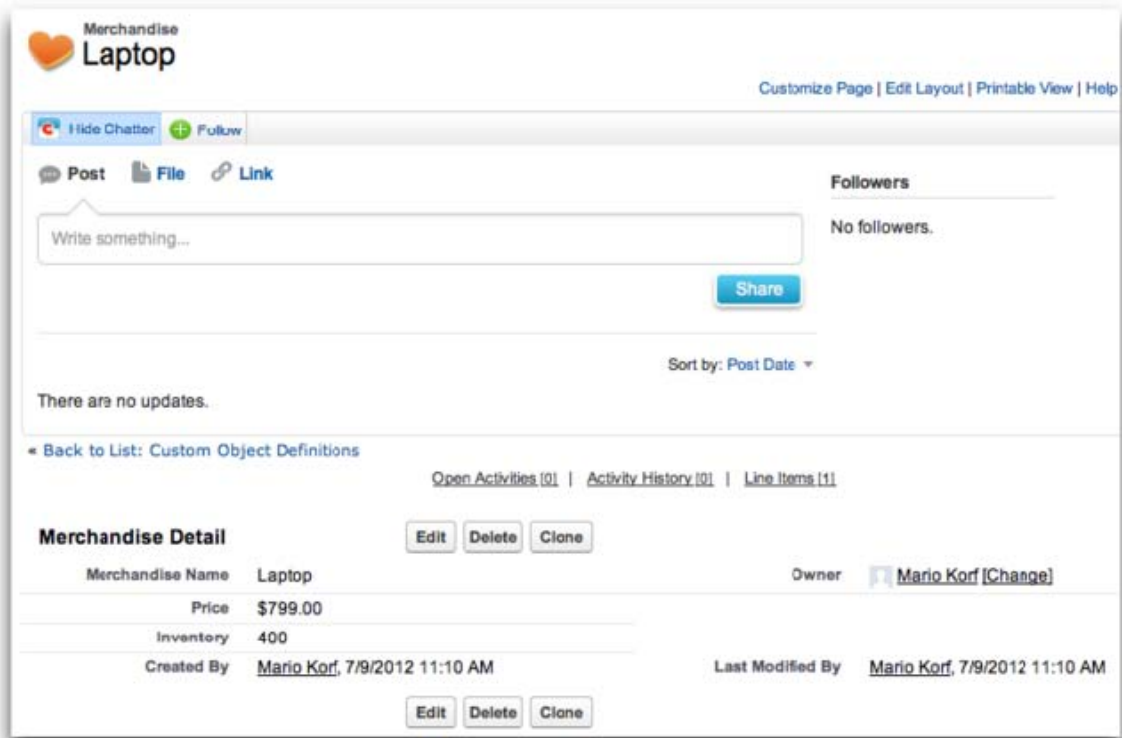 Merchandise
Laptop
Customize Page | Edit Layout | Printable View | Help
Hide Chatter Follow
Post File Link
Followers
No followers.
Write something...
Share
Sort by: Post Date
There are no updates.
« Back to List: Custom Object Definitions
Open Activities [0] | Activity History [0] | Line Items [1]
Merchandise Detail Edit Delete Clone
Merchandise Name Laptop Owner Mario Korf [Change]
Price $799.00
Inventory 400
Created By Mario Korf, 7/9/2012 11:10 AM Last Modified By Mario Korf, 7/9/2012 11:10 AM
Edit Delete Clone